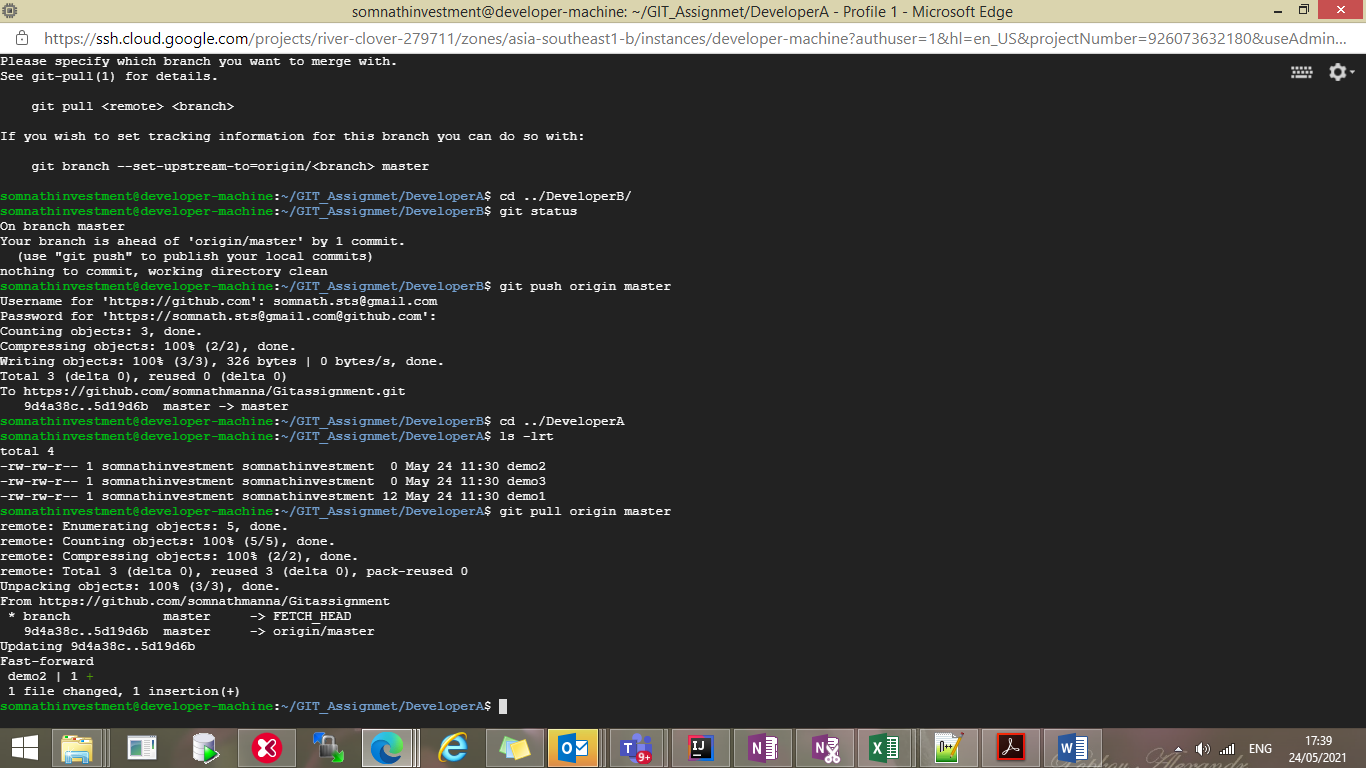 somnathinvestment@developer-machine: ~/GIT_Assignmet/DeveloperA - Profile 1 - Microsoft Edge
https://ssh.cloud.google.com/projects/river-clover-279711/zones/asia-southeast1-b/instances/developer-machine?authuser=1&hl=en_US&projectNumber=926073632180&useAdmin...
Please specify which branch you want to merge with.
See git-pull(1) for details.
    git pull <remote> <branch>
If you wish to set tracking information for this branch you can do so with:
    git branch --set-upstream-to=origin/<branch> master
somnathinvestment@developer-machine:~/GIT_Assignmet/DeveloperA$ cd ../DeveloperB/
somnathinvestment@developer-machine:~/GIT_Assignmet/DeveloperB$ git status
On branch master
Your branch is ahead of 'origin/master' by 1 commit.
  (use "git push" to publish your local commits)
nothing to commit, working directory clean
somnathinvestment@developer-machine:~/GIT_Assignmet/DeveloperB$ git push origin master
Username for 'https://github.com': somnath.sts@gmail.com
Password for 'https://somnath.sts@gmail.com@github.com':
Counting objects: 3, done.
Compressing objects: 100% (2/2), done.
Writing objects: 100% (3/3), 326 bytes | 0 bytes/s, done.
Total 3 (delta 0), reused 0 (delta 0)
To https://github.com/somnathmanna/Gitassignment.git
   9d4a38c..5d19d6b  master -> master
somnathinvestment@developer-machine:~/GIT_Assignmet/DeveloperB$ cd ../DeveloperA
somnathinvestment@developer-machine:~/GIT_Assignmet/DeveloperA$ ls -lrt
total 4
-rw-rw-r-- 1 somnathinvestment somnathinvestment  0 May 24 11:30 demo2
-rw-rw-r-- 1 somnathinvestment somnathinvestment  0 May 24 11:30 demo3
-rw-rw-r-- 1 somnathinvestment somnathinvestment 12 May 24 11:30 demo1
somnathinvestment@developer-machine:~/GIT_Assignmet/DeveloperA$ git pull origin master
remote: Enumerating objects: 5, done.
remote: Counting objects: 100% (5/5), done.
remote: Compressing objects: 100% (2/2), done.
remote: Total 3 (delta 0), reused 3 (delta 0), pack-reused 0
Unpacking objects: 100% (3/3), done.
From https://github.com/somnathmanna/Gitassignment
 * branch            master     -> FETCH_HEAD
   9d4a38c..5d19d6b  master     -> origin/master
Updating 9d4a38c..5d19d6b
Fast-forward
 demo2 | 1 +
 1 file changed, 1 insertion(+)
somnathinvestment@developer-machine:~/GIT_Assignmet/DeveloperA$
9+
ENG
17:39
24/05/2021